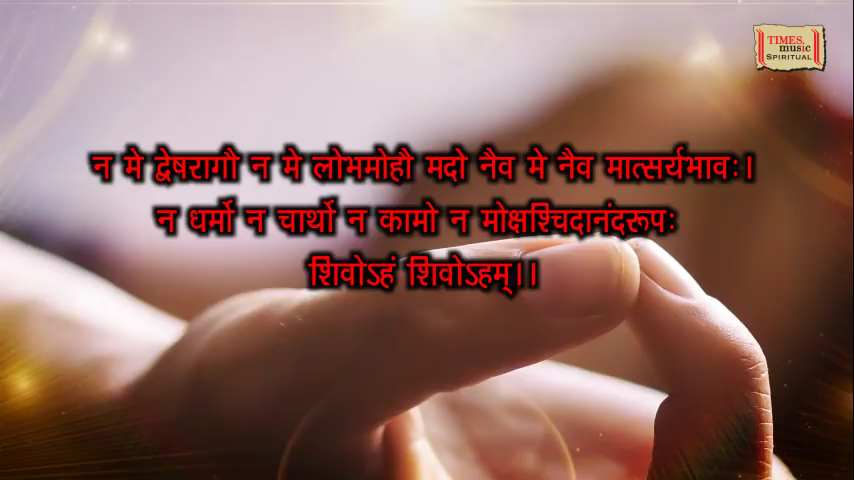 TIMES
music
SPIRITUAL
न मे द्वेषरागौ न मे लोभमोहौ मदो नैव मे नैव मात्सर्यभावः।
न धर्मो न चार्थो न कामो न मोक्षश्चिदानंदरूपः
शिवोऽहं शिवोऽहम्।।